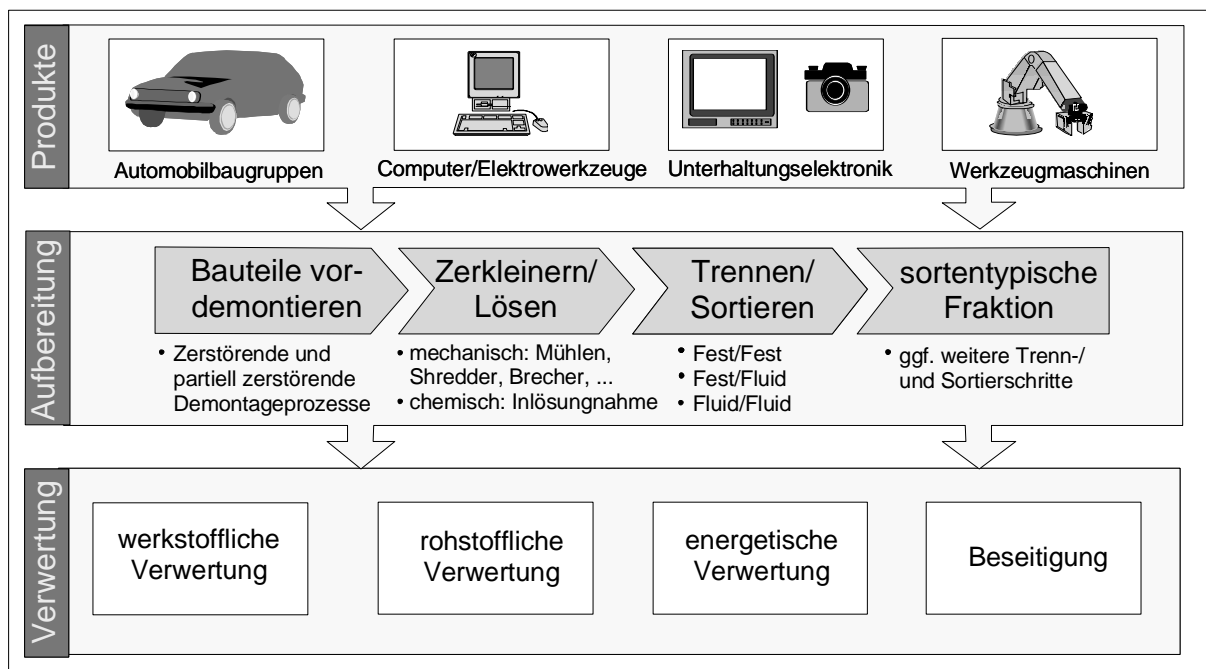 Produkte
Automobilbaugruppen
Computer/Elektrowerkzeuge
Unterhaltungselektronik
Werkzeugmaschinen
Aufbereitung
Bauteile vor-
demontieren
Zerkleinern/
Lösen
Trennen/
Sortieren
sortentypische
Fraktion
• Zerstörende und
partiell zerstörende
Demontageprozesse
• mechanisch: Mühlen,
Shredder, Brecher, ...
• chemisch: Inlösungnahme
• Fest/Fest
• Fest/Fluid
• Fluid/Fluid
• ggf. weitere Trenn-/
und Sortierschritte
Verwertung
werkstoffliche
Verwertung
rohstoffliche
Verwertung
energetische
Verwertung
Beseitigung